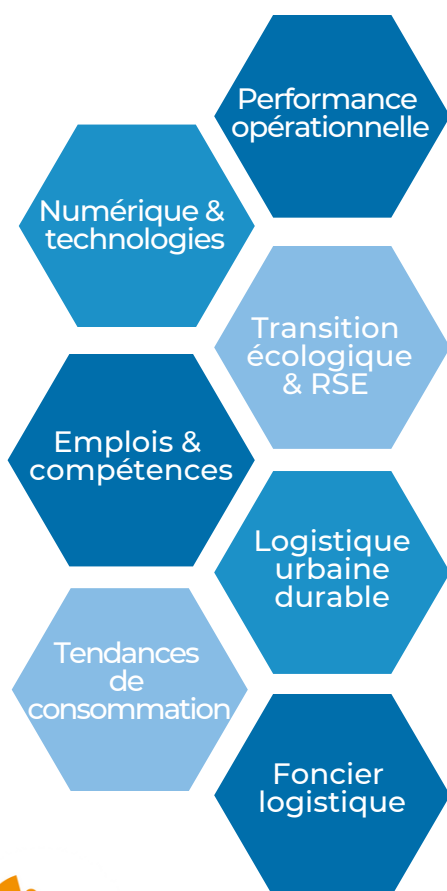 Performance
opérationnelle
Numérique &
technologies
Transition
écologique
& RSE
Emplois &
compétences
Logistique
urbaine
durable
Tendances
de
consommation
Foncier
logistique